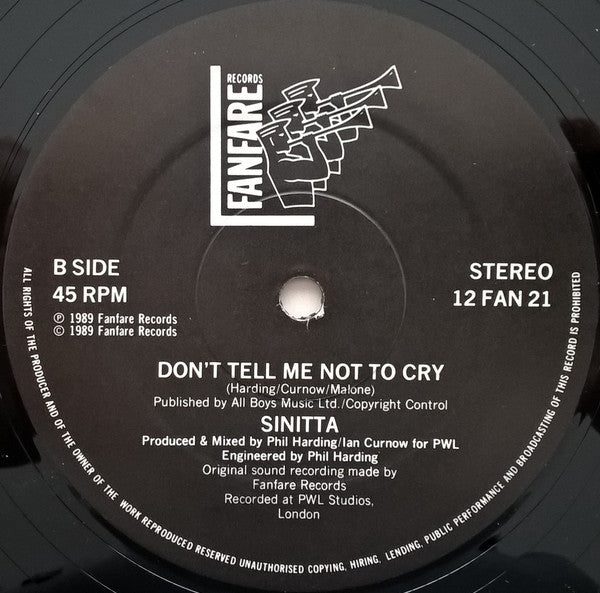 FANFARE
RECORDS
B SIDE
45 RPM
℗ 1989 Fanfare Records
© 1989 Fanfare Records
STEREO
12 FAN 21
DON'T TELL ME NOT TO CRY
(Harding/Curnow/Malone)
Published by All Boys Music Ltd./Copyright Control
SINITTA
Produced & Mixed by Phil Harding/Ian Curnow for PWL
Engineered by Phil Harding
Original sound recording made by
Fanfare Records
Recorded at PWL Studios,
London
ALL RIGHTS OF THE PRODUCER AND OF THE OWNER OF THE WORK REPRODUCED RESERVED UNAUTHORISED COPYING, HIRING, LENDING, PUBLIC PERFORMANCE AND BROADCASTING OF THIS RECORD IS PROHIBITED